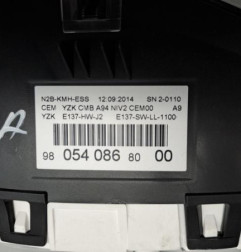 N2B-KMH-ESS 12.09.2014 SN 2-0110
CEM YZK CMB A94 NIV2 CEM00 A9
YZK E137-HW-J2 E137-SW-LL-1100
98 054 086 80 00
A